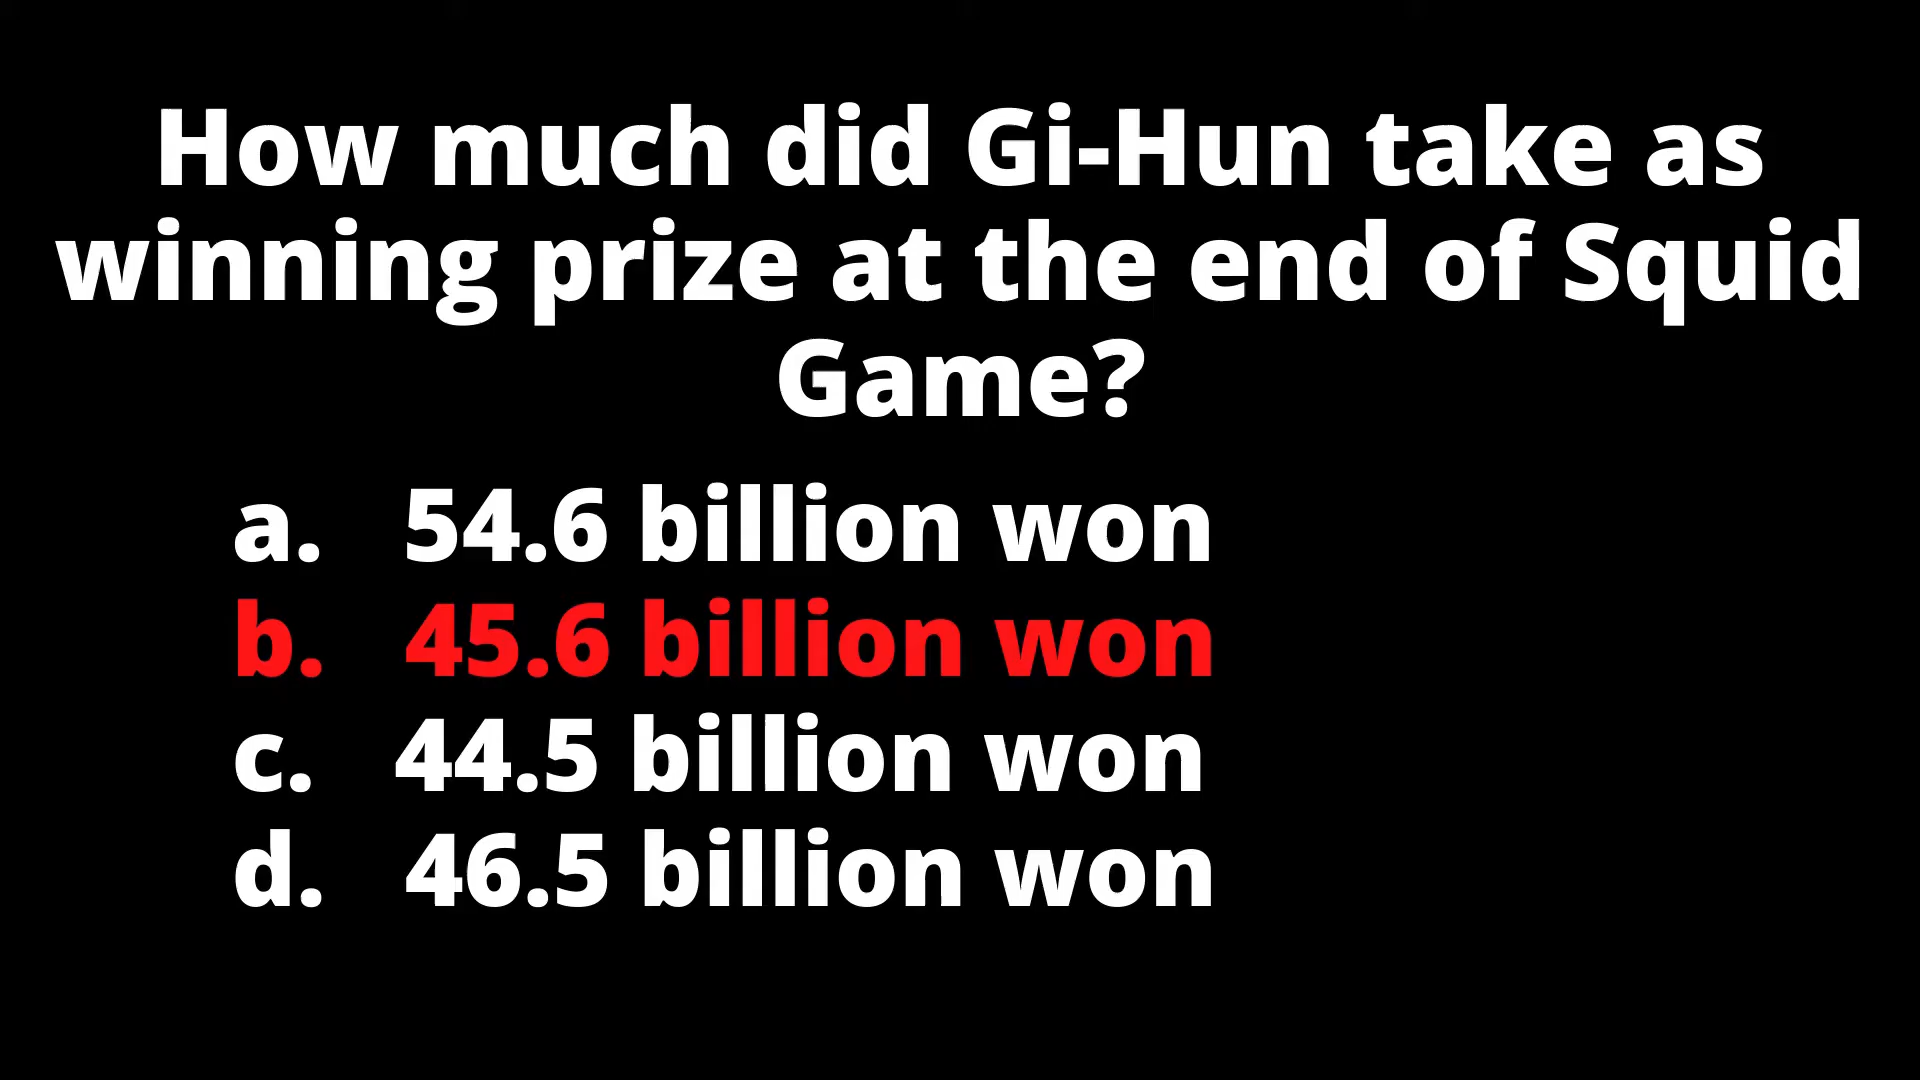 How much did Gi-Hun take as
winning prize at the end of Squid
Game?
a. 54.6 billion won
b. 45.6 billion won
c. 44.5 billion won
d. 46.5 billion won